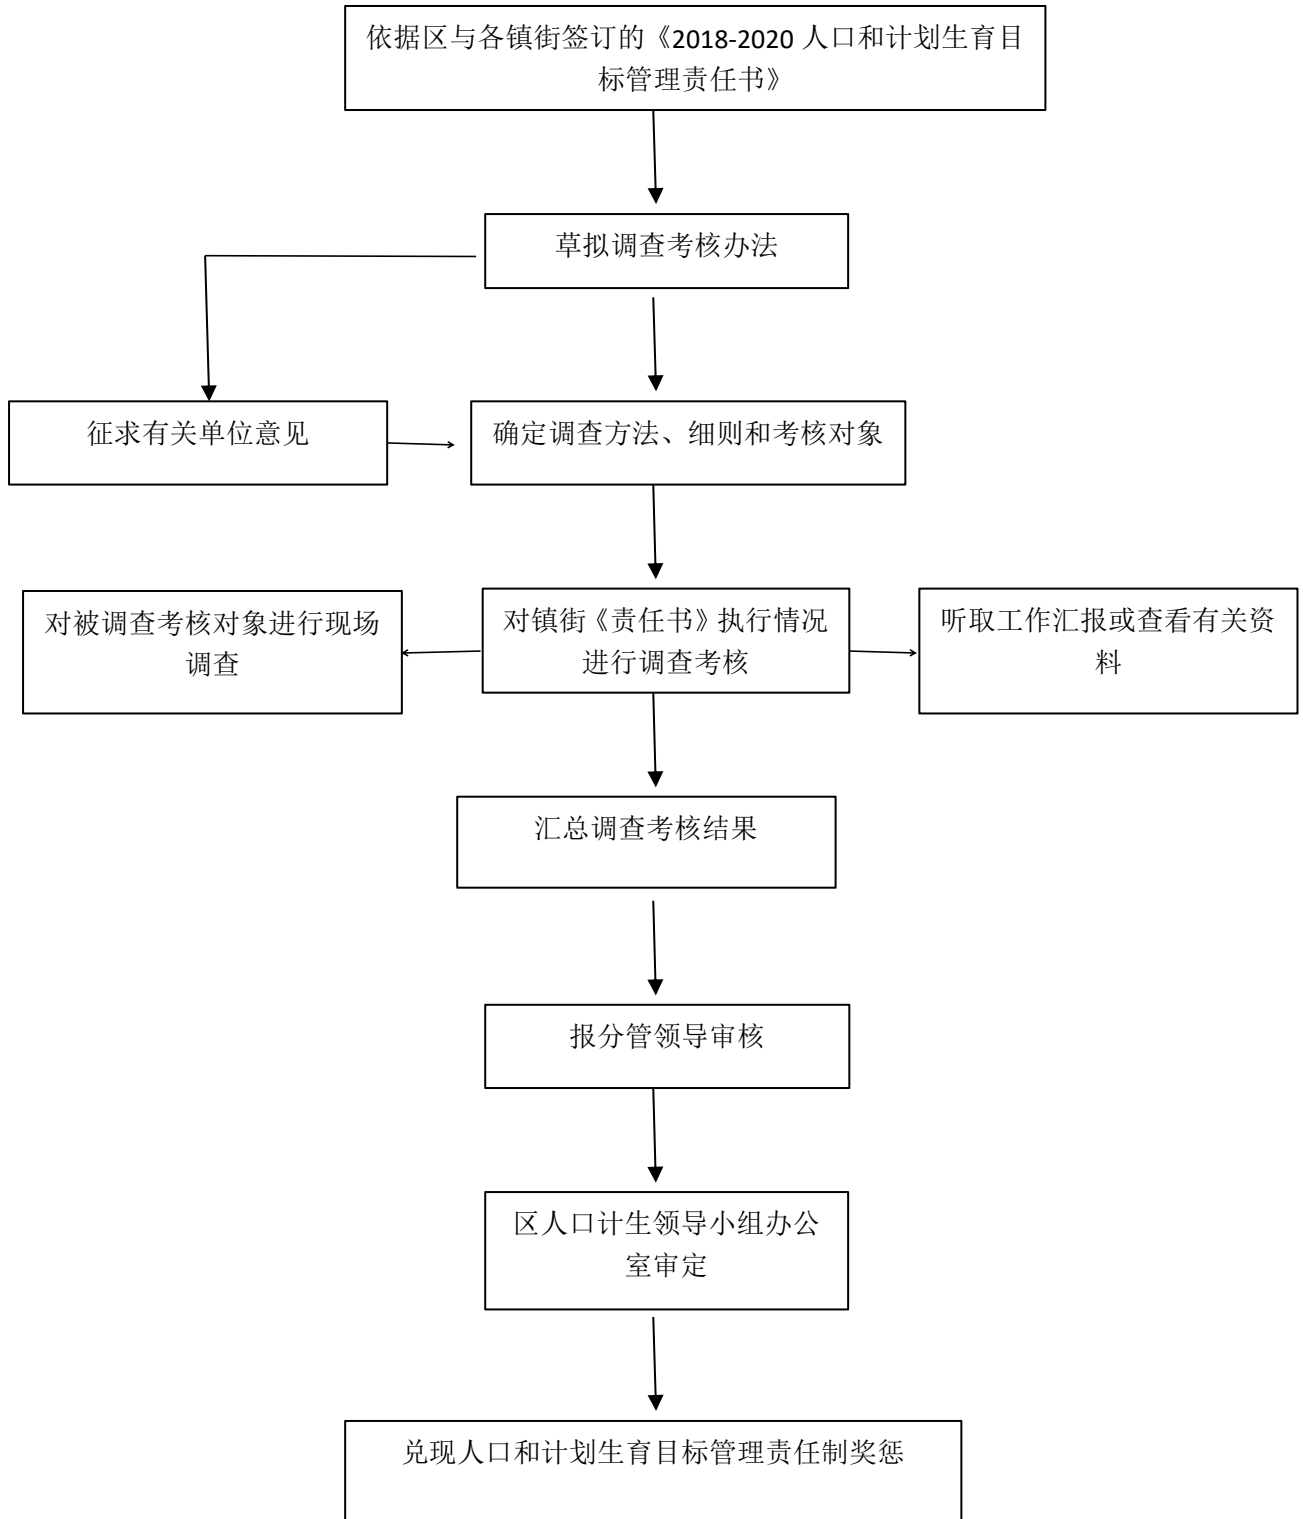 依据区与各镇街签订的《2018-2020 人口和计划生育目
标管理责任书》
草拟调查考核办法
征求有关单位意见
确定调查方法、细则和考核对象
对被调查考核对象进行现场
调查
对镇街《责任书》执行情况
进行调查考核
听取工作汇报或查看有关资
料
汇总调查考核结果
报分管领导审核
区人口计生领导小组办公
室审定
兑现人口和计划生育目标管理责任制奖惩